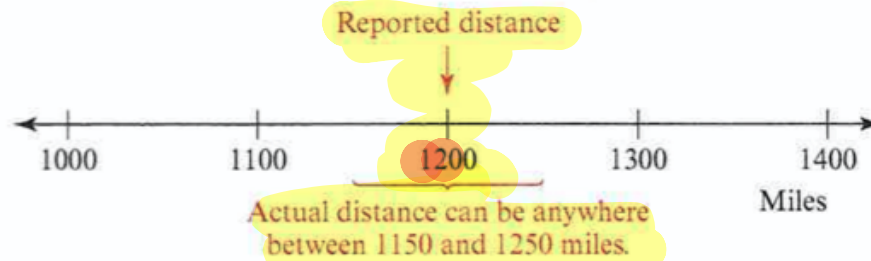 Reported distance
1000 1100 1200 1300 1400
Miles
Actual distance can be anywhere
between 1150 and 1250 miles.